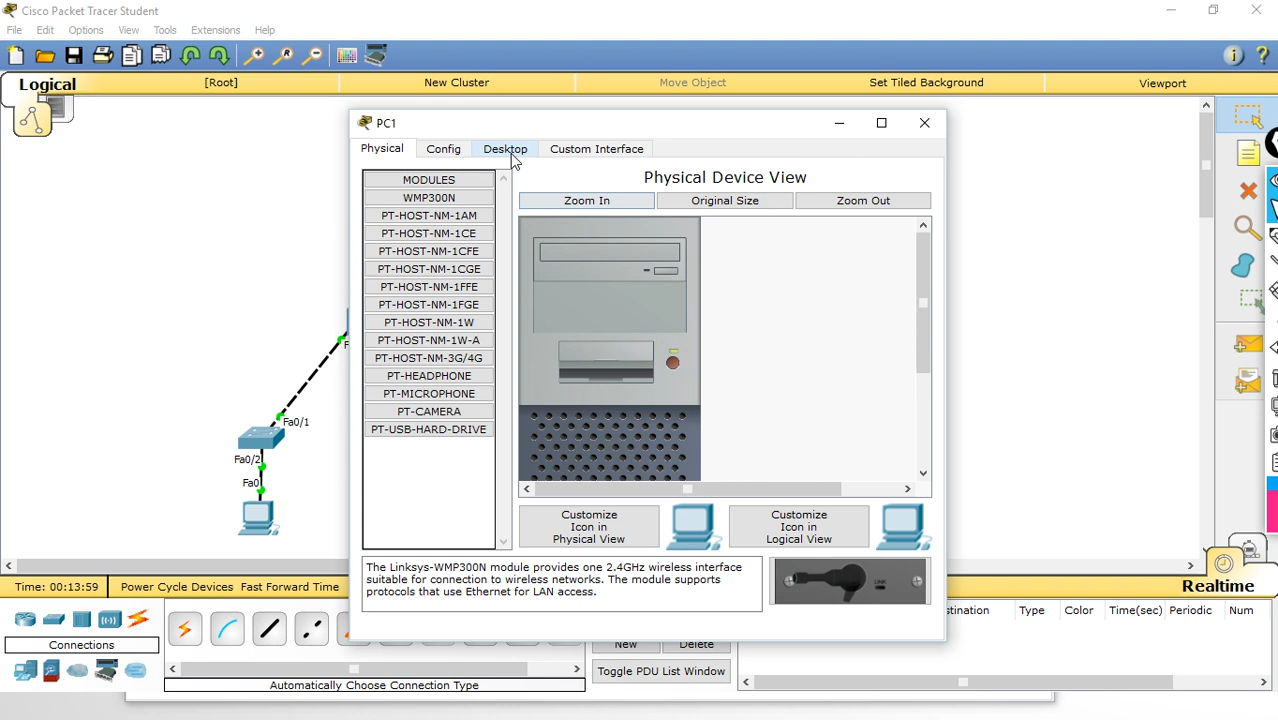 Cisco Packet Tracer Student
File Edit Options View Tools Extensions Help
Logical [Root] New Cluster Move Object Set Tiled Background Viewport
PC1
Physical Config Desktop Custom Interface
MODULES
WMP300N
PT-HOST-NM-1AM
PT-HOST-NM-1CE
PT-HOST-NM-1CFE
PT-HOST-NM-1CGE
PT-HOST-NM-1FFE
PT-HOST-NM-1FGE
PT-HOST-NM-1W
PT-HOST-NM-1W-A
PT-HOST-NM-3G/4G
PT-HEADPHONE
PT-MICROPHONE
PT-CAMERA
PT-USB-HARD-DRIVE
Physical Device View
Zoom In Original Size Zoom Out
Customize
Icon in
Physical View
Customize
Icon in
Logical View
The Linksys-WMP300N module provides one 2.4GHz wireless interface
suitable for connection to wireless networks. The module supports
protocols that use Ethernet for LAN access.
F
Fa0/1
Fa0/2
Fa0
Time: 00:13:59 Power Cycle Devices Fast Forward Time
Realtime
Connections
Automatically Choose Connection Type
New Delete
Toggle PDU List Window
stination Type Color Time(sec) Periodic Num